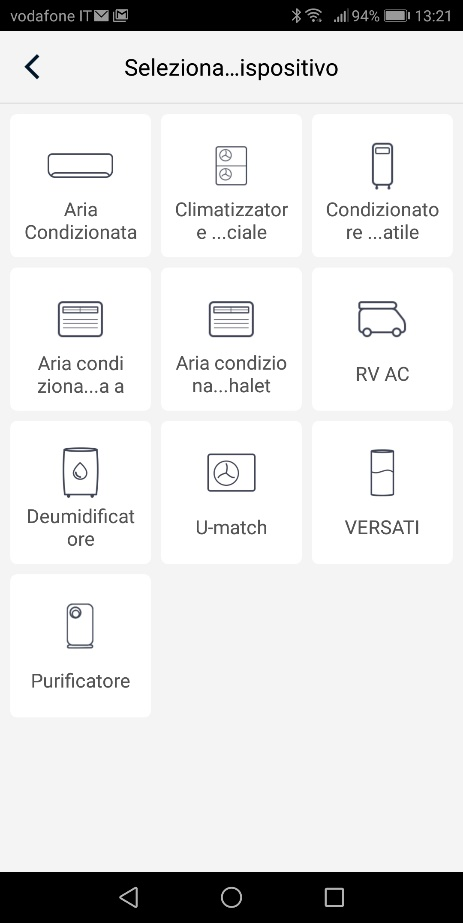 vodafone IT 94% 13:21
Seleziona...ispositivo
Aria
Condizionata
Climatizzator
e ...ciale
Condizionato
re ...atile
Aria condi
ziona...a a
Aria condizio
na...halet
RV AC
Deumidificat
ore
U-match
VERSATI
Purificatore